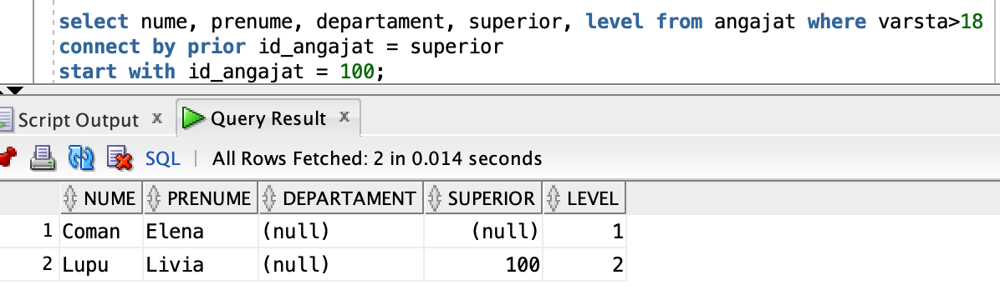 select nume, prenume, departament, superior, level from angajat where varsta>18
connect by prior id_angajat = superior
start with id_angajat = 100;
Script Output x Query Result x
SQL | All Rows Fetched: 2 in 0.014 seconds
NUME PRENUME DEPARTAMENT SUPERIOR LEVEL
1 Coman Elena (null) (null) 1
2 Lupu Livia (null) 100 2